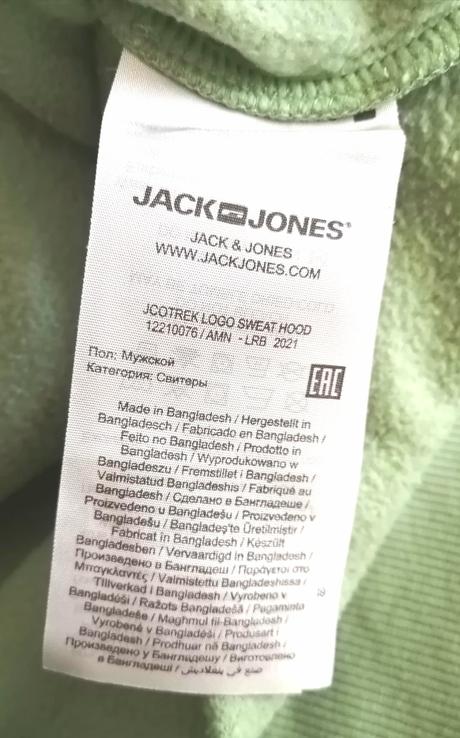 JACK JONES®
JACK & JONES
WWW.JACKJONES.COM
JCOTREK LOGO SWEAT HOOD
12210076 / AMN - LRB 2021
Пол: Мужской
Категория: Свитеры
EAC
Made in Bangladesh / Hergestellt in
Bangladesch / Fabricado en Bangladesh /
Feito no Bangladesh / Prodotto in
Bangladesh / Wyprodukowano w
Bangladeszu / Fremstillet i Bangladesh /
Valmistatud Bangladeshis / Fabriqué au
Bangladesh / Сделано в Бангладеше /
Proizvedeno u Bangladešu / Proizvedeno v
Bangladešu / Bangladeş'te Üretilmiştir /
Fabricat în Bangladesh / Készült
Bangladesben / Vervaardigd in Bangladesh /
Произведено в Бангладеш / Παράγεται στο
Μπαγκλαντές / Valmistettu Bangladeshissa /
Tillverkad i Bangladesh / Vyrobeno v
Bangladéši / Ražots Bangladešā / Pagaminta
Bangladeše / Magħmul fil-Bangladesh /
Vyrobené v Bangladéši / Produsert i
Bangladesh / Prodhuar në Bangladesh /
Произведено у Бангладешу / Виготовлено
в Бангладеші / صنع في بنغلاديش